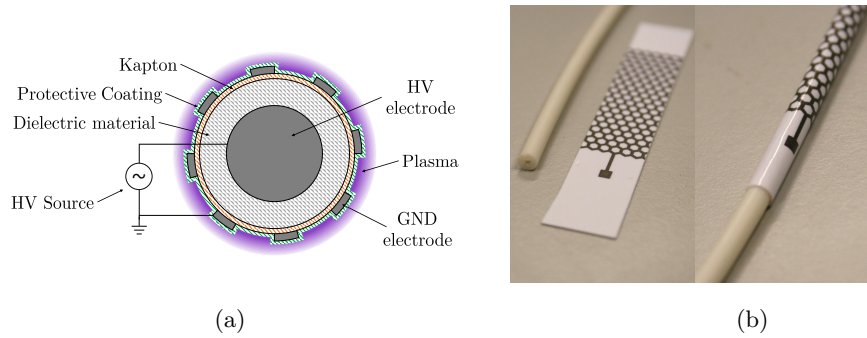 Kapton
Protective Coating
Dielectric material
HV Source
~
HV
electrode
Plasma
GND
electrode
(a)
(b)